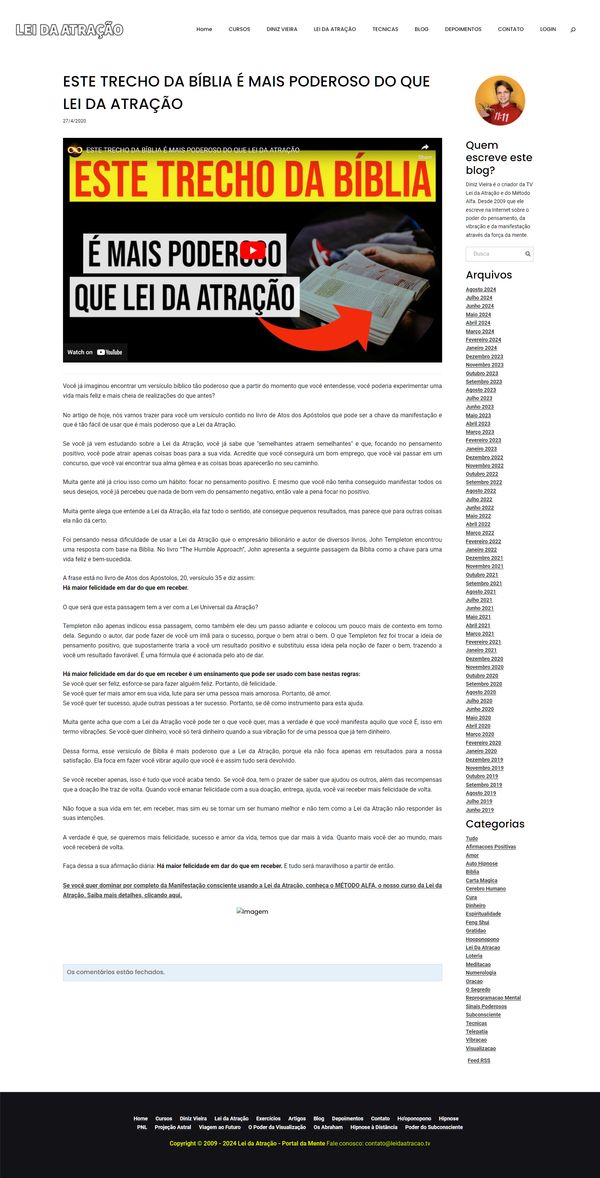 LEI DA ATRAÇÃO
Home CURSOS DINIZ VIEIRA LEI DA ATRAÇÃO TECNICAS BLOG DEPOIMENTOS CONTATO LOGIN
ESTE TRECHO DA BÍBLIA É MAIS PODEROSO DO QUE
LEI DA ATRAÇÃO
27/4/2020
ESTE TRECHO DA BÍBLIA É MAIS PODEROSO DO QUE LEI DA ATRAÇÃO
Share
ESTE TRECHO DA BÍBLIA
É MAIS PODEROSO
QUE LEI DA ATRAÇÃO
Watch on YouTube
Você já imaginou encontrar um versículo bíblico tão poderoso que a partir do momento que você entendesse, você poderia experimentar uma
vida mais feliz e mais cheia de realizações do que antes?
No artigo de hoje, nós vamos trazer para você um versículo contido no livro de Atos dos Apóstolos que pode ser a chave da manifestação e
que é tão fácil de usar que é mais poderoso que a Lei da Atração.
Se você já vem estudando sobre a Lei da Atração, você já sabe que "semelhantes atraem semelhantes" e que, focando no pensamento
positivo, você pode atrair coisas boas para a sua vida. Acredite que você conseguirá um bom emprego, que você vai passar em um
concurso, que você vai encontrar sua alma gêmea e as coisas boas aparecerão no seu caminho.
Muita gente até já criou isso como um hábito: focar no pensamento positivo. E mesmo que você não tenha conseguido manifestar todos os
seus desejos, você já percebeu que nada de bom vem do pensamento negativo, então vale a pena focar no positivo.
Muita gente alega que entende a Lei da Atração, ela faz todo o sentido, até consegue pequenos resultados, mas parece que para outras coisas
ela não dá certo.
Foi pensando nessa dificuldade de usar a Lei da Atração que o empresário bilionário e autor de diversos livros, John Templeton encontrou
uma resposta com base na Bíblia. No livro "The Humble Approach", John apresenta a seguinte passagem da Bíblia como a chave para uma
vida feliz e bem-sucedida.
A frase está no livro de Atos dos Apóstolos, 20, versículo 35 e diz assim:
Há maior felicidade em dar do que em receber.
O que será que esta passagem tem a ver com a Lei Universal da Atração?
Templeton não apenas indicou essa passagem, como também ele deu um passo adiante e colocou um pouco mais de contexto em torno
dela. Segundo o autor, dar pode fazer de você um imã para o sucesso, porque o bem atrai o bem. O que Templeton fez foi trocar a ideia de
pensamento positivo, que supostamente traria a você um resultado positivo e substituiu essa ideia pela noção de fazer o bem, trazendo a
você um resultado favorável. É uma fórmula que é acionada pelo ato de dar.
Há maior felicidade em dar do que em receber é um ensinamento que pode ser usado com base nestas regras:
Se você quer ser feliz, esforce-se para fazer alguém feliz. Portanto, dê felicidade.
Se você quer ter mais amor em sua vida, lute para ser uma pessoa mais amorosa. Portanto, dê amor.
Se você quer ter sucesso, ajude outras pessoas a ter sucesso. Portanto, se dê como instrumento para esta ajuda.
Muita gente acha que com a Lei da Atração você pode ter o que você quer, mas a verdade é que você manifesta aquilo que você É, isso em
termo vibrações. Se você quer dinheiro, você só terá dinheiro quando a sua vibração for de uma pessoa que já tem dinheiro.
Dessa forma, esse versículo de Bíblia é mais poderoso que a Lei da Atração, porque ela não foca apenas em resultados para a nossa
satisfação. Ela foca em fazer você vibrar aquilo que você é e assim tudo será devolvido.
Se você receber apenas, isso é tudo que você acaba tendo. Se você doa, tem o prazer de saber que ajudou os outros, além das recompensas
que a doação lhe traz de volta. Quando você emanar felicidade com a sua doação, entrega, ajuda, você vai receber mais felicidade de volta.
Não foque a sua vida em ter, em receber, mas sim eu se tornar um ser humano melhor e não tem como a Lei da Atração não responder às
suas intenções.
A verdade é que, se queremos mais felicidade, sucesso e amor da vida, temos que dar mais à vida. Quanto mais você der ao mundo, mais
você receberá de volta.
Faça dessa a sua afirmação diária: Há maior felicidade em dar do que em receber. E tudo será maravilhoso a partir de então.
Se você quer dominar por completo da Manifestação consciente usando a Lei da Atração, conheça o MÉTODO ALFA, o nosso curso da Lei da
Atração. Saiba mais detalhes, clicando aqui.
Imagem
Os comentários estão fechados.
11:11
Quem
escreve este
blog?
Diniz Vieira é o criador da TV
Lei da Atração e do Método
Alfa. Desde 2009 que ele
escreve na Internet sobre o
poder do pensamento, da
vibração e da manifestação
através da força da mente.
Busca
Arquivos
Agosto 2024
Julho 2024
Junho 2024
Maio 2024
Abril 2024
Março 2024
Fevereiro 2024
Janeiro 2024
Dezembro 2023
Novembro 2023
Outubro 2023
Setembro 2023
Agosto 2023
Julho 2023
Junho 2023
Maio 2023
Abril 2023
Março 2023
Fevereiro 2023
Janeiro 2023
Dezembro 2022
Novembro 2022
Outubro 2022
Setembro 2022
Agosto 2022
Julho 2022
Junho 2022
Maio 2022
Abril 2022
Março 2022
Fevereiro 2022
Janeiro 2022
Dezembro 2021
Novembro 2021
Outubro 2021
Setembro 2021
Agosto 2021
Julho 2021
Junho 2021
Maio 2021
Abril 2021
Março 2021
Fevereiro 2021
Janeiro 2021
Dezembro 2020
Novembro 2020
Outubro 2020
Setembro 2020
Agosto 2020
Julho 2020
Junho 2020
Maio 2020
Abril 2020
Março 2020
Fevereiro 2020
Janeiro 2020
Dezembro 2019
Novembro 2019
Outubro 2019
Setembro 2019
Agosto 2019
Julho 2019
Junho 2019
Categorias
Tudo
Afirmacoes Positivas
Amor
Auto Hipnose
Biblia
Carta Magica
Cerebro Humano
Cura
Dinheiro
Espiritualidade
Feng Shui
Gratidao
Hooponopono
Lei Da Atracao
Loteria
Meditacao
Numerologia
Oracao
O Segredo
Reprogramacao Mental
Sinais Poderosos
Subconsciente
Tecnicas
Telepatia
Vibracao
Visualizacao
Feed RSS
Home Cursos Diniz Vieira Lei da Atração Exercícios Artigos Blog Depoimentos Contato Ho'oponopono Hipnose
PNL Projeção Astral Viagem ao Futuro O Poder da Visualização Os Abraham Hipnose à Distância Poder do Subconsciente
Copyright © 2009 - 2024 Lei da Atração - Portal da Mente Fale conosco: contato@leidaatracao.tv